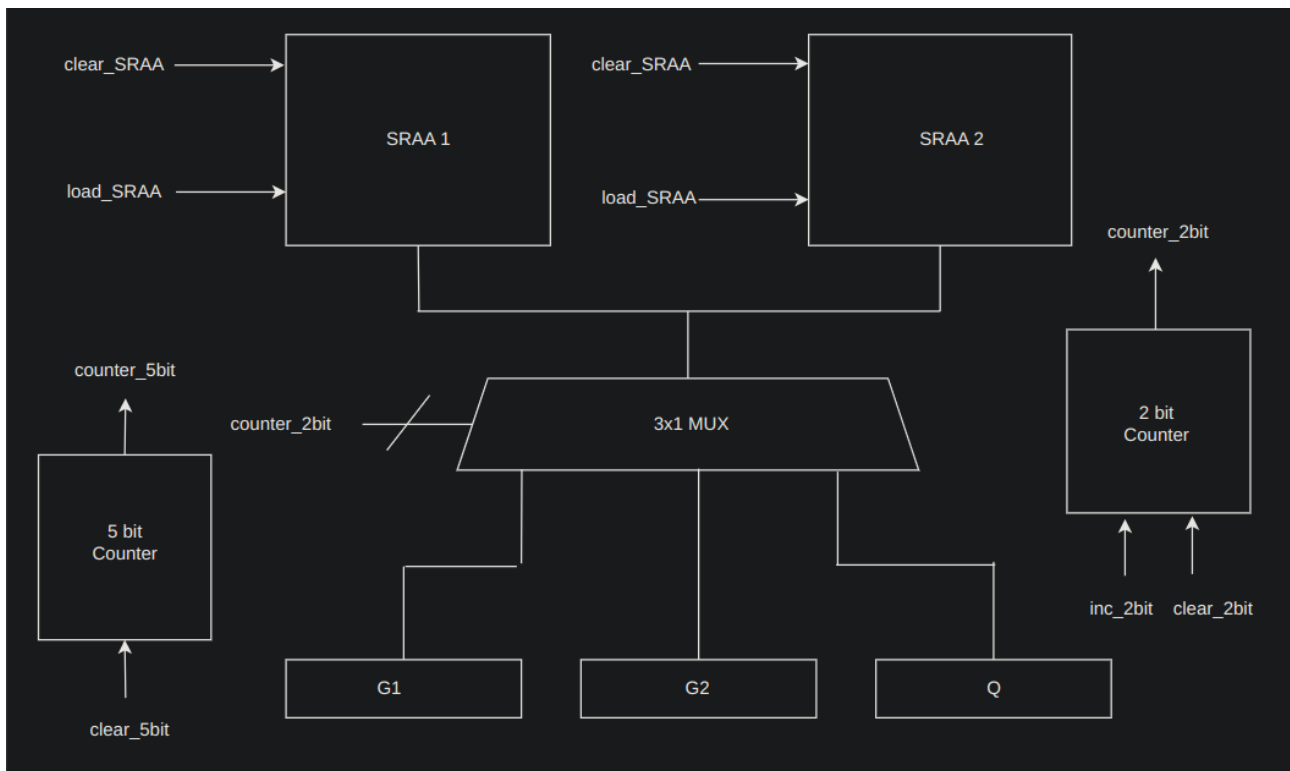 clear_SRAA
SRAA 1
load_SRAA
clear_SRAA
SRAA 2
load_SRAA
counter_2bit
counter_5bit
counter_2bit
3x1 MUX
2 bit
Counter
5 bit
Counter
inc_2bit
clear_2bit
G1
G2
Q
clear_5bit